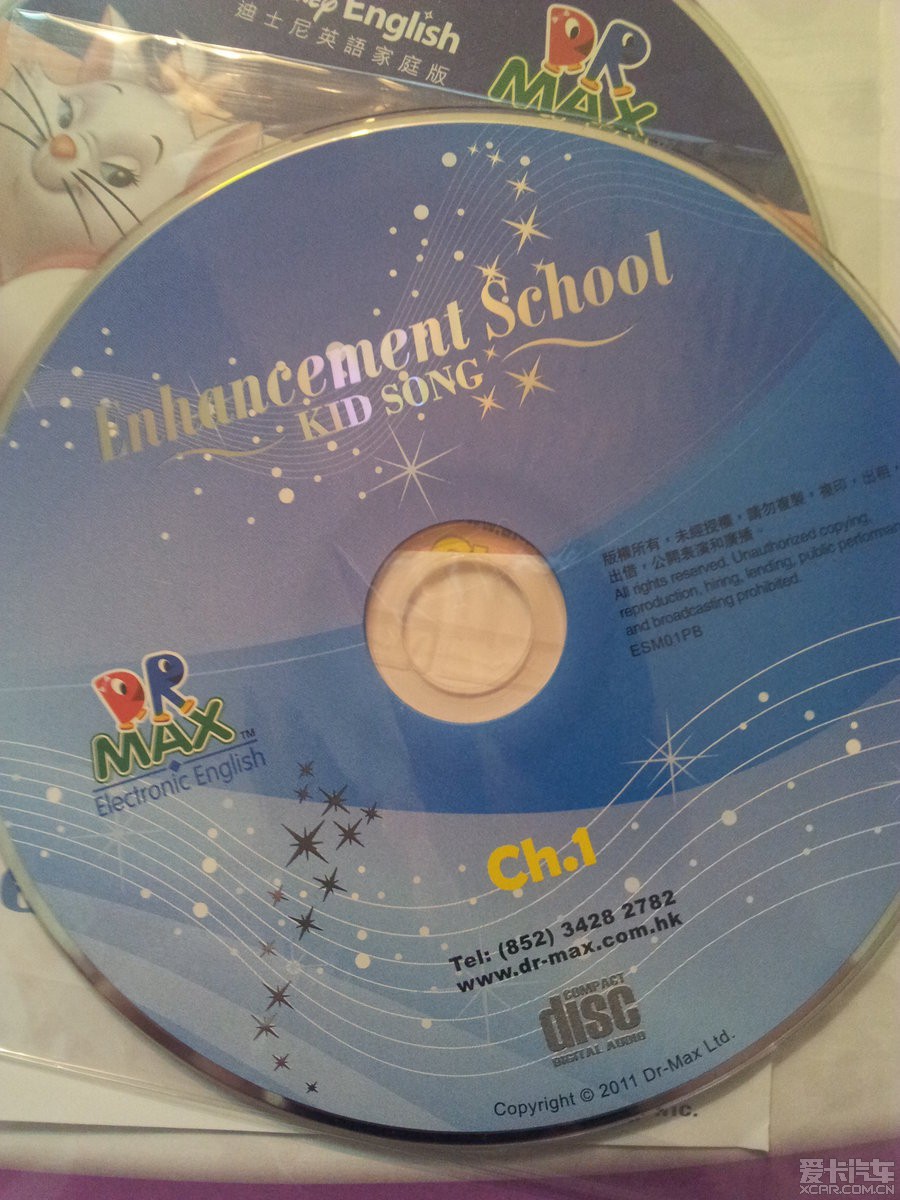 English
迪士尼英語家庭版
DR
MAX
Enhancement School
KID SONG
版權所有，未經授權，請勿複製，複印，出租，
出借，公開表演和廣播。
All rights reserved. Unauthorized copying,
reproduction, hiring, lending, public performan
and broadcasting prohibited.
ESM01PB
DR
MAX™
Electronic English
Ch.1
Tel: (852) 3428 2782
www.dr-max.com.hk
COMPACT
disc
DIGITAL AUDIO
Copyright © 2011 Dr-Max Ltd.
Inc.
爱卡汽车
XCAR.COM.CN